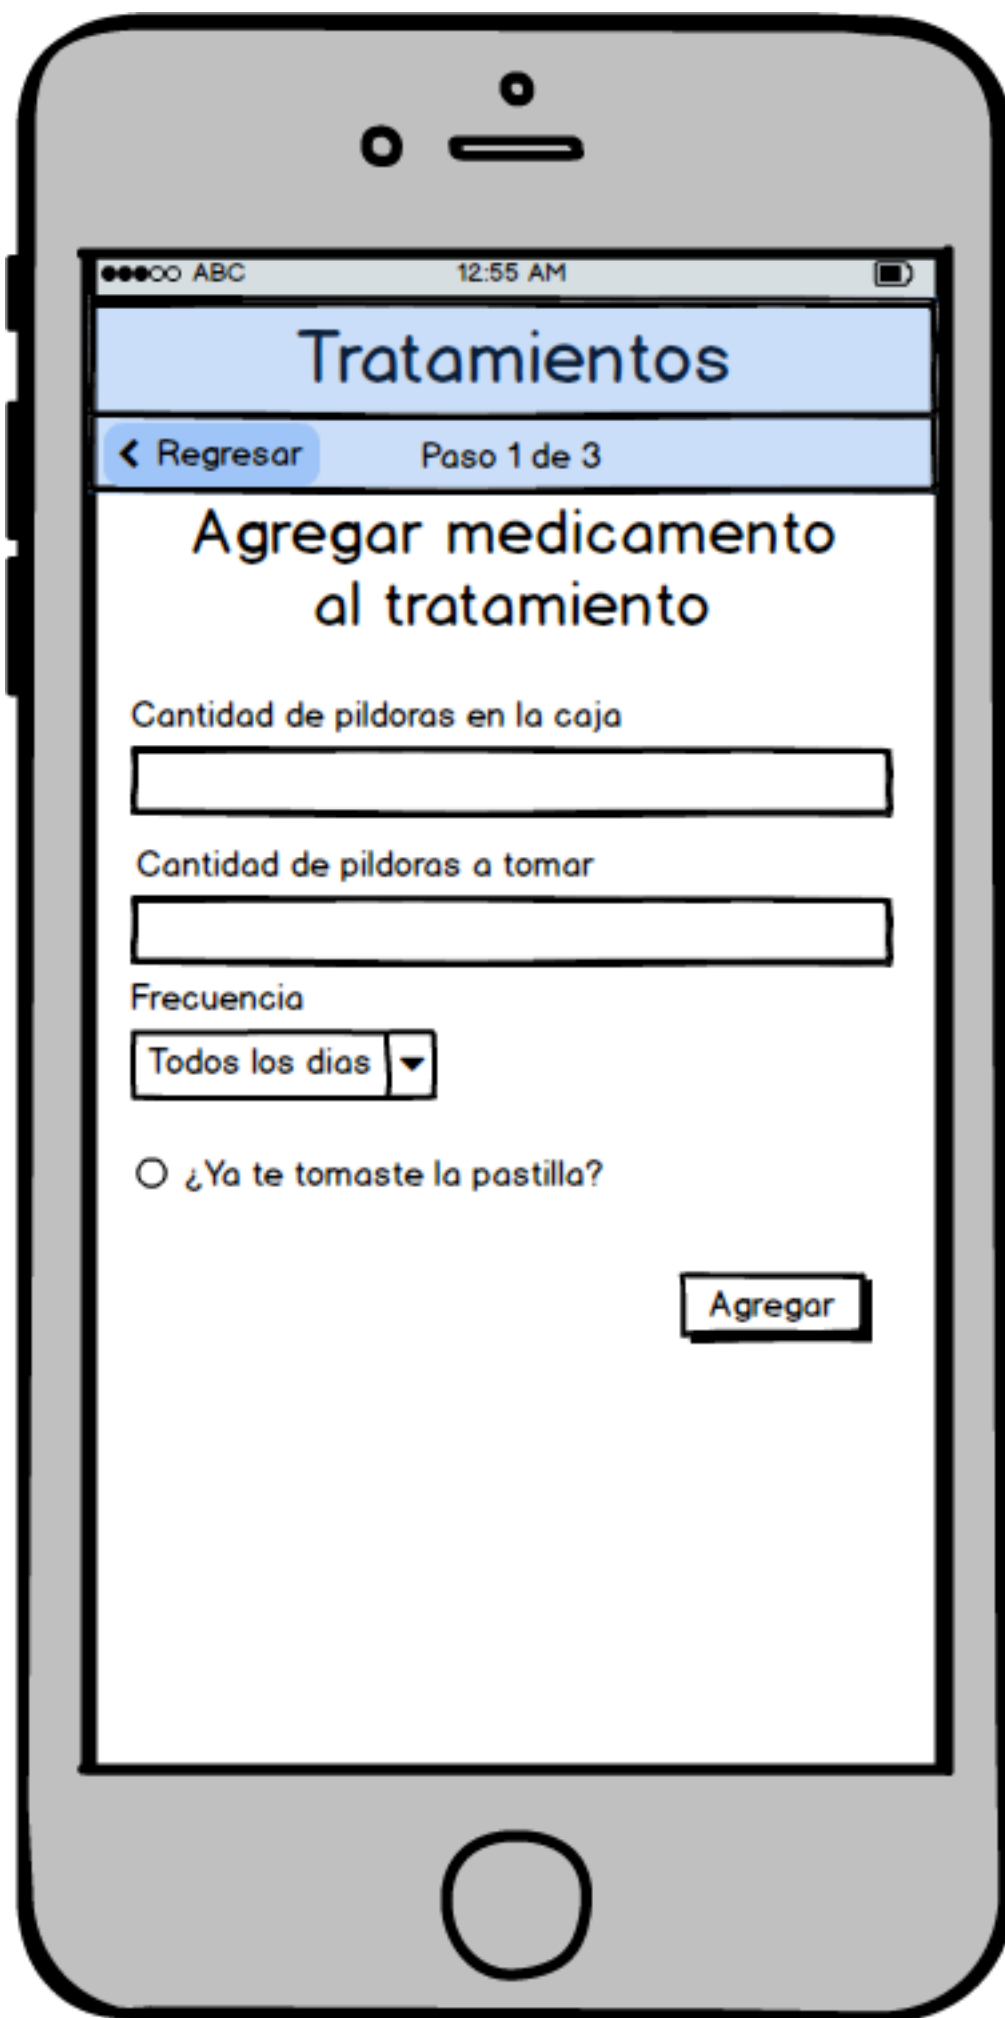 ABC 12:55 AM
Tratamientos
Regresar Paso 1 de 3
Agregar medicamento
al tratamiento
Cantidad de pildoras en la caja
Cantidad de pildoras a tomar
Frecuencia
Todos los dias
¿Ya te tomaste la pastilla?
Agregar